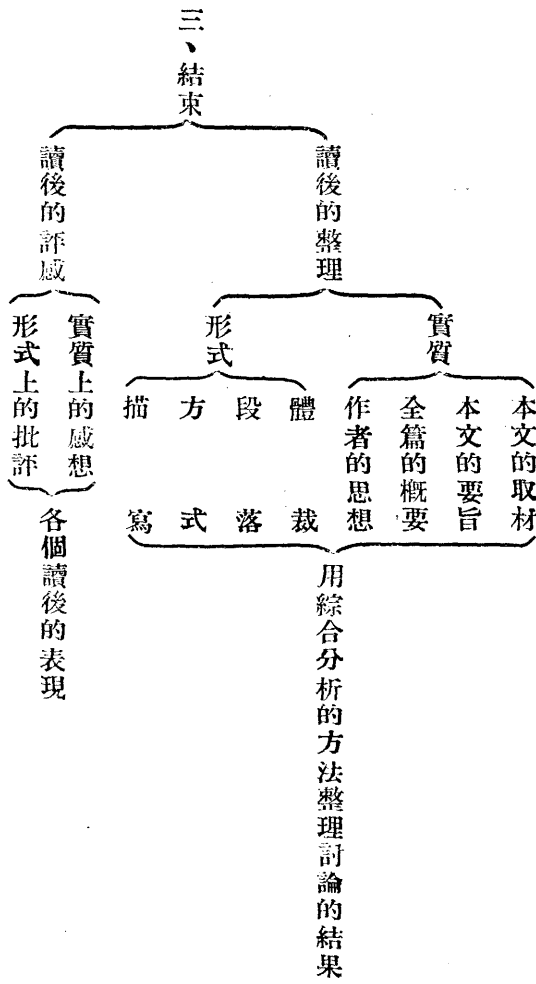 三、結束
讀後的整理
實質
本文的取材
本文的要旨
全篇的概要
作者的思想
形式
體裁
段落
方式
描寫
用綜合分析的方法整理討論的結果
讀後的評感
實質上的感想
形式上的批評
各個讀後的表現